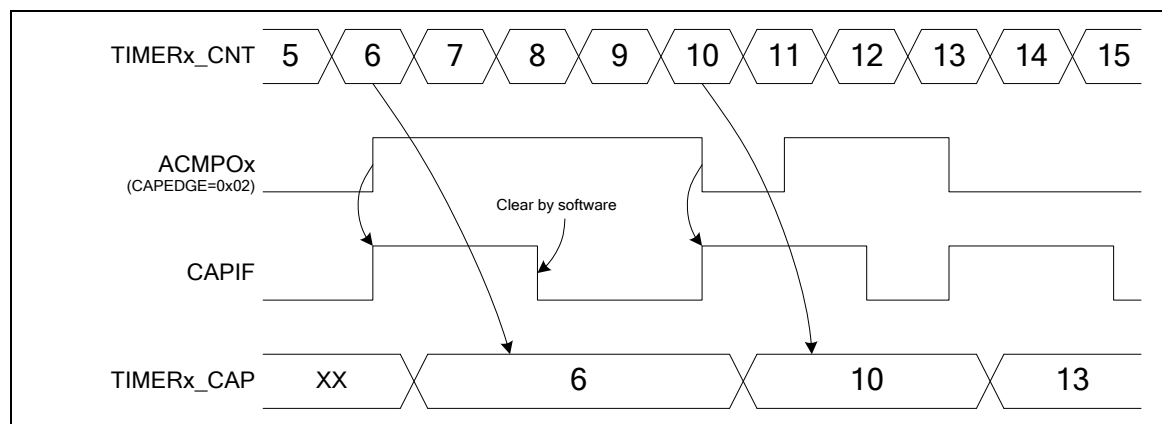 TIMERx_CNT 5 6 7 8 9 10 11 12 13 14 15
ACMPOx
(CAPEDGE=0x02)
Clear by software
CAPIF
TIMERx_CAP XX 6 10 13